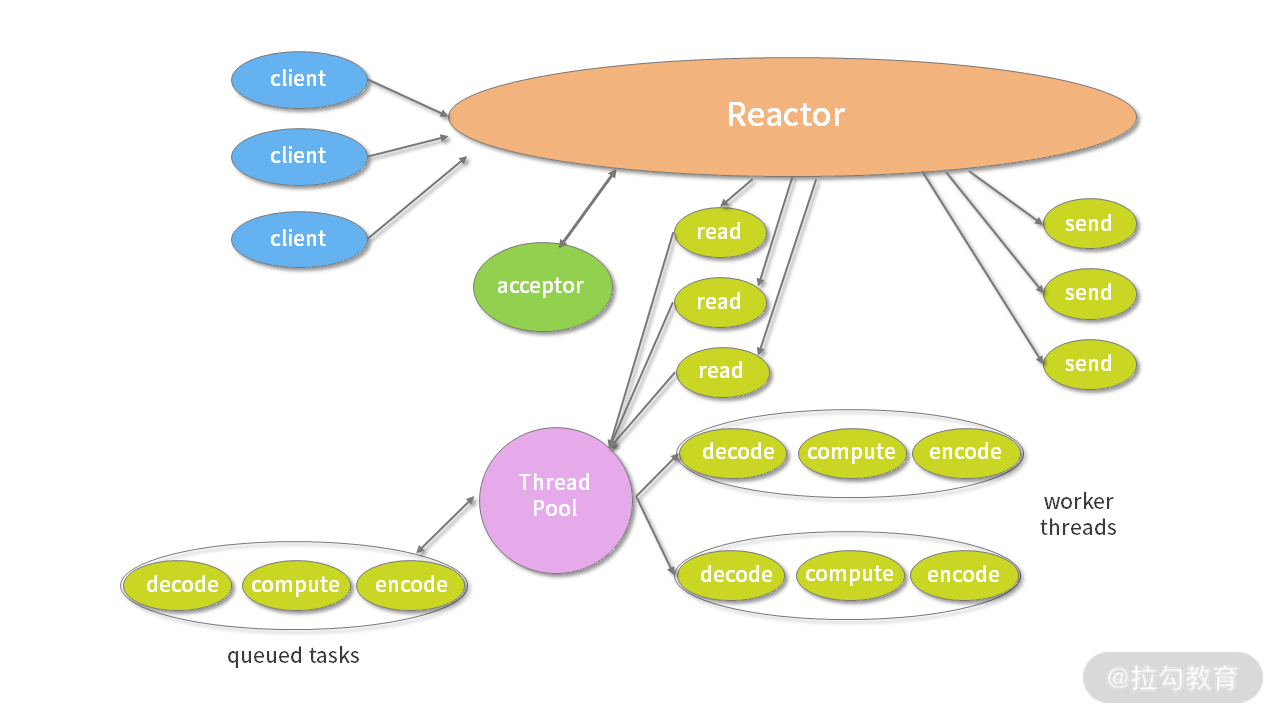 client
Reactor
client
client
read
send
acceptor
read
send
read
send
Thread
Pool
decode compute encode
worker
threads
decode compute encode
decode compute encode
queued tasks
@拉勾教育